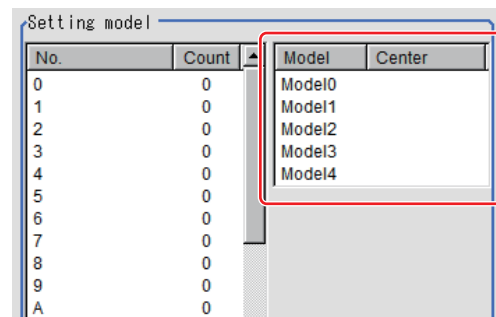 Setting model
No. Count Model Center
0 0 Model0
1 0 Model1
2 0 Model2
3 0 Model3
4 0 Model4
5 0
6 0
7 0
8 0
9 0
A 0